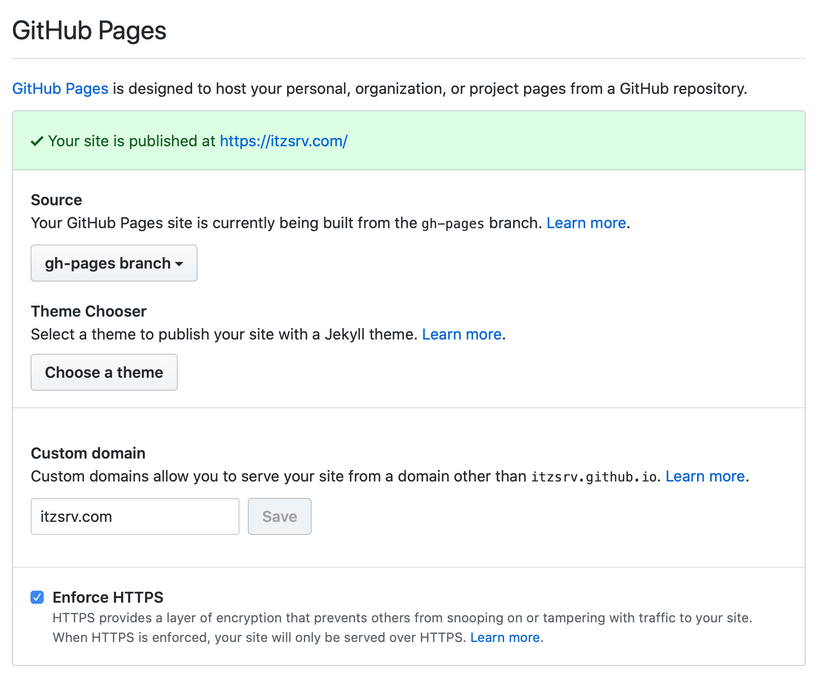 GitHub Pages
GitHub Pages is designed to host your personal, organization, or project pages from a GitHub repository.
Your site is published at https://itzsrv.com/
Source
Your GitHub Pages site is currently being built from the gh-pages branch. Learn more.
gh-pages branch
Theme Chooser
Select a theme to publish your site with a Jekyll theme. Learn more.
Choose a theme
Custom domain
Custom domains allow you to serve your site from a domain other than itzsrv.github.io. Learn more.
itzsrv.com Save
Enforce HTTPS
HTTPS provides a layer of encryption that prevents others from snooping on or tampering with traffic to your site.
When HTTPS is enforced, your site will only be served over HTTPS. Learn more.